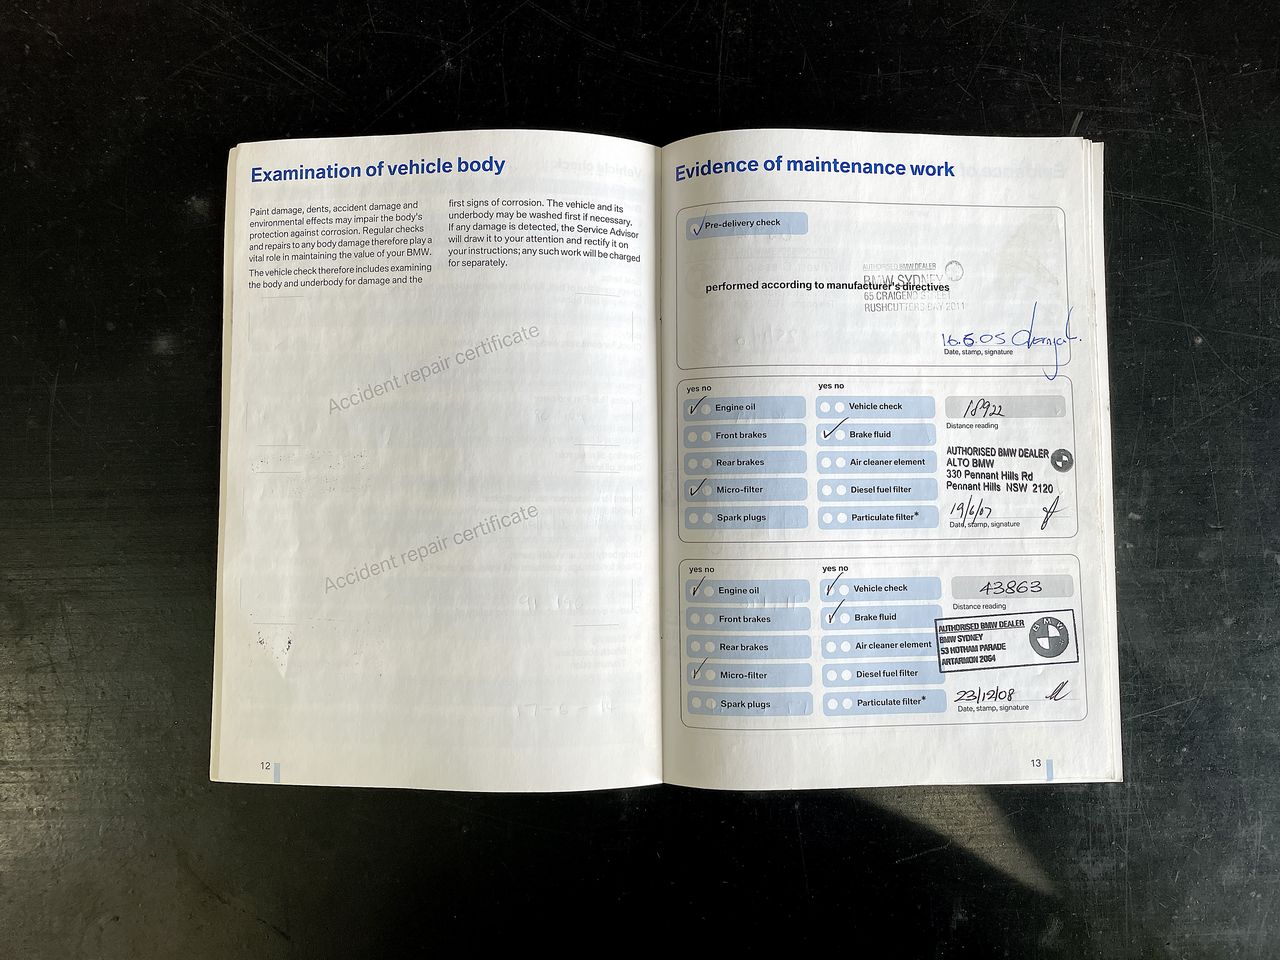 Examination of vehicle body
Paint damage, dents, accident damage and
environmental effects may impair the body's
protection against corrosion. Regular checks
and repairs to any body damage therefore play a
vital role in maintaining the value of your BMW.
The vehicle check therefore includes examining
the body and underbody for damage and the
first signs of corrosion. The vehicle and its
underbody may be washed first if necessary.
If any damage is detected, the Service Advisor
will draw it to your attention and rectify it on
your instructions; any such work will be charged
for separately.
Accident repair certificate
Accident repair certificate
12
Evidence of maintenance work
Pre-delivery check
AUTHORISED BMW DEALER
BMW SYDNEY
performed according to manufacturer's directives
65 CRAIGEND STREET
RUSHCUTTERS BAY 2011
16.6.05
Date, stamp, signature
yes no
Engine oil
Front brakes
Rear brakes
Micro-filter
Spark plugs
yes no
Vehicle check
Brake fluid
Air cleaner element
Diesel fuel filter
Particulate filter*
18922
Distance reading
AUTHORISED BMW DEALER
ALTO BMW
330 Pennant Hills Rd
Pennant Hills NSW 2120
19/6/07
Date, stamp, signature
yes no
Engine oil
Front brakes
Rear brakes
Micro-filter
Spark plugs
yes no
Vehicle check
Brake fluid
Air cleaner element
Diesel fuel filter
Particulate filter*
43863
Distance reading
AUTHORISED BMW DEALER
BMW SYDNEY
53 HOTHAM PARADE
ARTARMON 2064
BMW
23/12/08
Date, stamp, signature
13